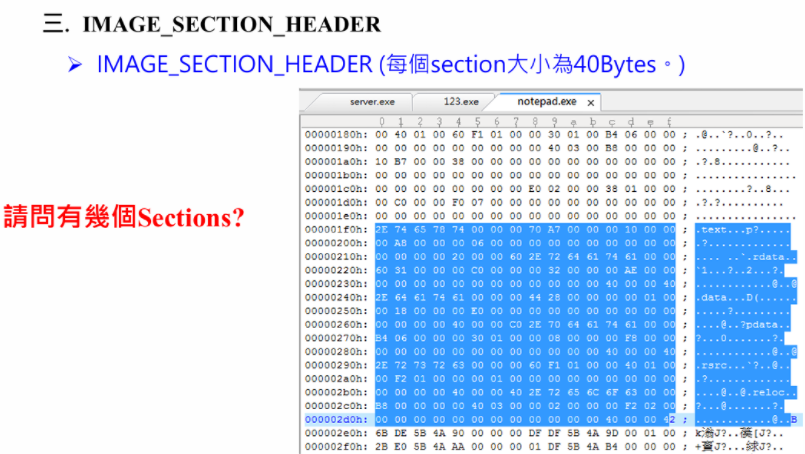 三. IMAGE_SECTION_HEADER
➢ IMAGE_SECTION_HEADER (每個section大小為40Bytes。)
請問有幾個Sections?
server.exe 123.exe notepad.exe ×
0 1 2 3 4 5 6 7 8 9 a b c d e f
00000180h: 00 40 01 00 60 F1 01 00 00 30 01 00 B4 06 00 00 ; .@..`?..0..?..
00000190h: 00 00 00 00 00 00 00 00 00 40 03 00 B8 00 00 00 ; .........@..?..
000001a0h: 10 B7 00 00 38 00 00 00 00 00 00 00 00 00 00 00 ; .?.8...........
000001b0h: 00 00 00 00 00 00 00 00 00 00 00 00 00 00 00 00 ; ................
000001c0h: 00 00 00 00 00 00 00 00 E0 02 00 00 38 01 00 00 ; ........?..8...
000001d0h: 00 C0 00 00 F0 07 00 00 00 00 00 00 00 00 00 00 ; .?.?...........
000001e0h: 00 00 00 00 00 00 00 00 00 00 00 00 00 00 00 00 ; ................
000001f0h: 2E 74 65 78 74 00 00 00 70 A7 00 00 00 10 00 00 ; .text...p?.....
00000200h: 00 A8 00 00 00 06 00 00 00 00 00 00 00 00 00 00 ; .?.............
00000210h: 00 00 00 00 20 00 00 60 2E 72 64 61 74 61 00 00 ; .... ..`.rdata..
00000220h: 60 31 00 00 00 C0 00 00 00 32 00 00 00 AE 00 00 ; `1...?...2...?.
00000230h: 00 00 00 00 00 00 00 00 00 00 00 00 40 00 00 40 ; ............@..@
00000240h: 2E 64 61 74 61 00 00 00 44 28 00 00 00 00 01 00 ; .data...D(......
00000250h: 00 18 00 00 00 E0 00 00 00 00 00 00 00 00 00 00 ; .....?..........
00000260h: 00 00 00 00 40 00 00 C0 2E 70 64 61 74 61 00 00 ; ....@..?pdata..
00000270h: B4 06 00 00 00 30 01 00 00 08 00 00 00 F8 00 00 ; ?...0.......?.
00000280h: 00 00 00 00 00 00 00 00 00 00 00 00 40 00 00 40 ; ............@..@
00000290h: 2E 72 73 72 63 00 00 00 60 F1 01 00 00 40 01 00 ; .rsrc...`?..@..
000002a0h: 00 F2 01 00 00 00 01 00 00 00 00 00 00 00 00 00 ; .?.............
000002b0h: 00 00 00 00 40 00 00 40 2E 72 65 6C 6F 63 00 00 ; ....@..@.reloc..
000002c0h: B8 00 00 00 00 40 03 00 00 02 00 00 00 F2 02 00 ; ?...@.......?.
000002d0h: 00 00 00 00 00 00 00 00 00 00 00 00 40 00 00 42 ; ............@..B
000002e0h: 6B DE 5B 4A 90 00 00 00 DF DF 5B 4A 9D 00 01 00 ;
000002f0h: 2B E0 5B 4A AA 00 00 00 01 DF 5B 4A B4 00 00 00 ;